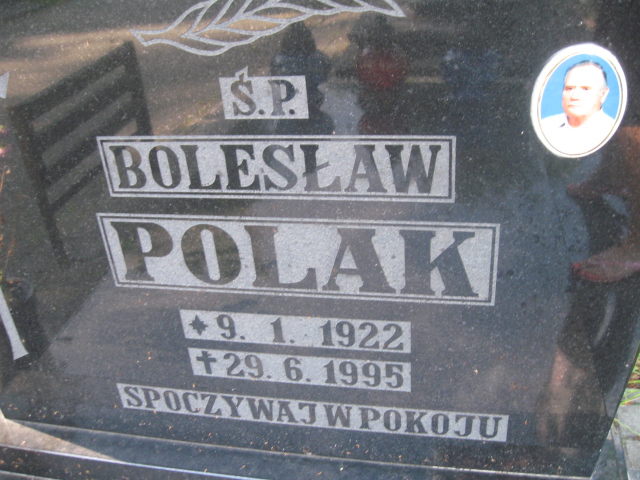 Ś.P.
BOLESŁAW
POLAK
* 9. 1. 1922
✝ 29. 6. 1995
SPOCZYWAJ W POKOJU